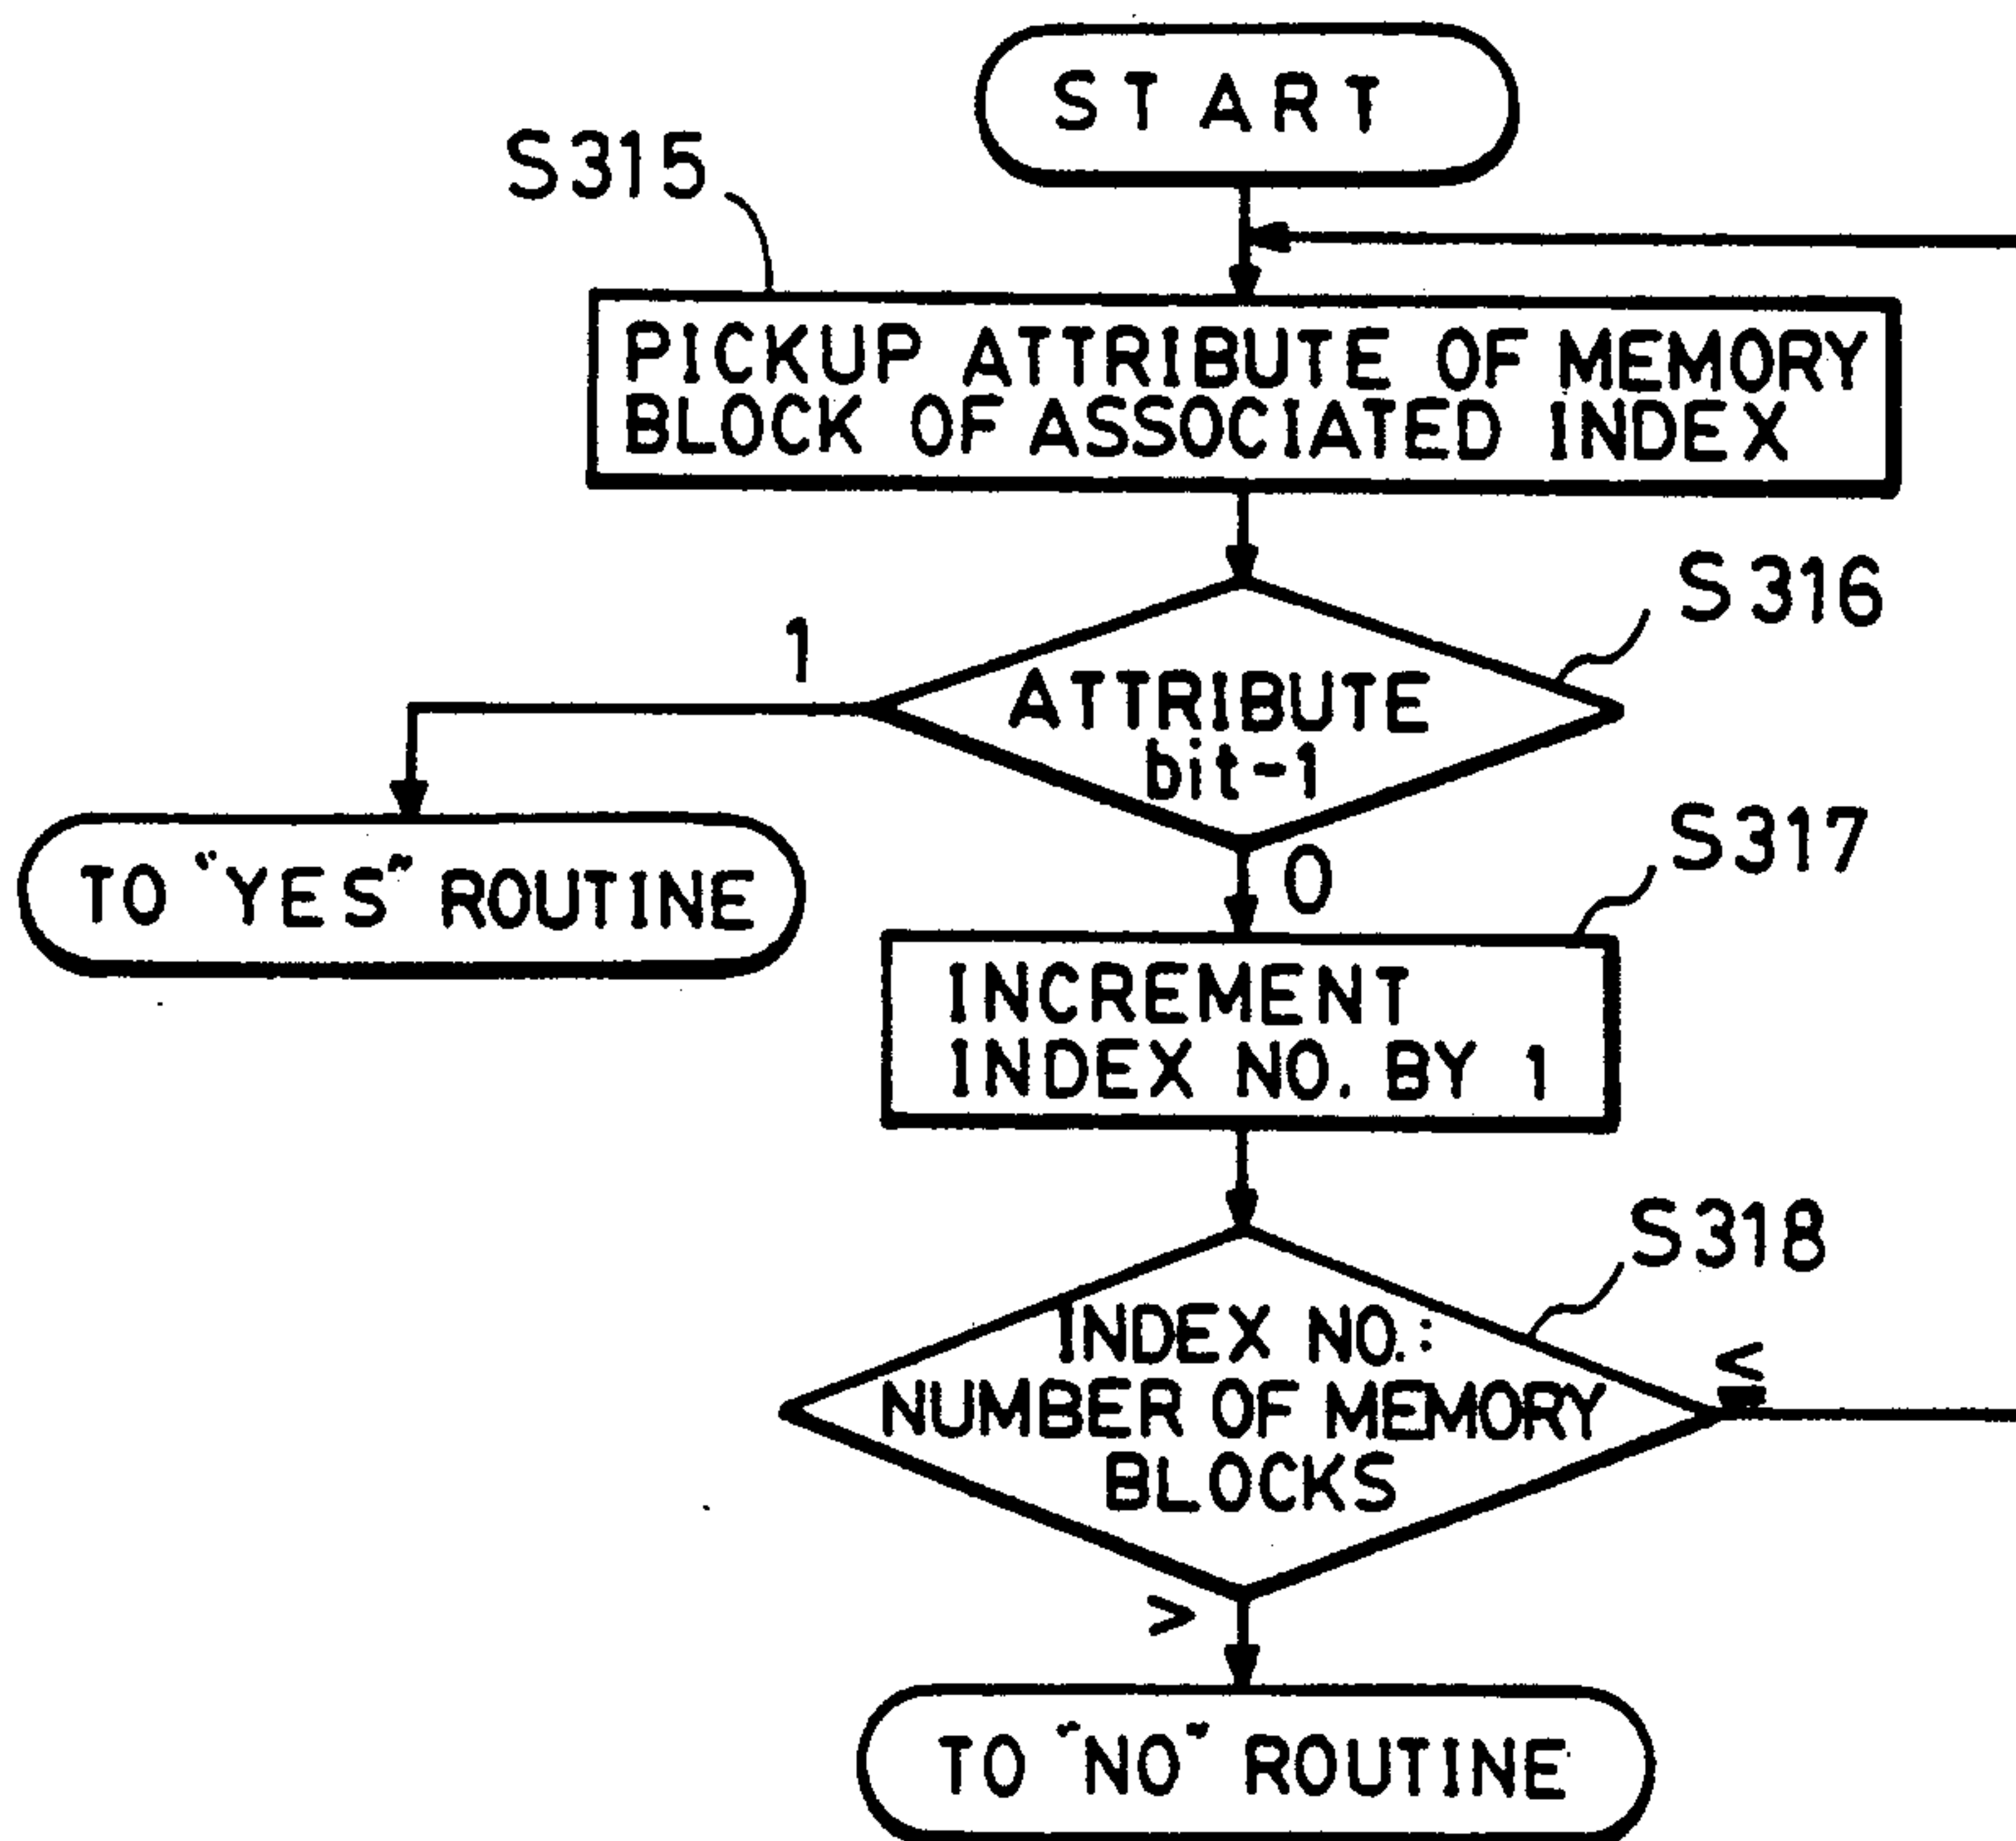 START
S315
PICKUP ATTRIBUTE OF MEMORY
BLOCK OF ASSOCIATED INDEX
S316
1
ATTRIBUTE
bit-1
S317
0
TO "YES" ROUTINE
INCREMENT
INDEX NO. BY 1
S318
INDEX NO.:
≦
NUMBER OF MEMORY
BLOCKS
>
TO "NO" ROUTINE